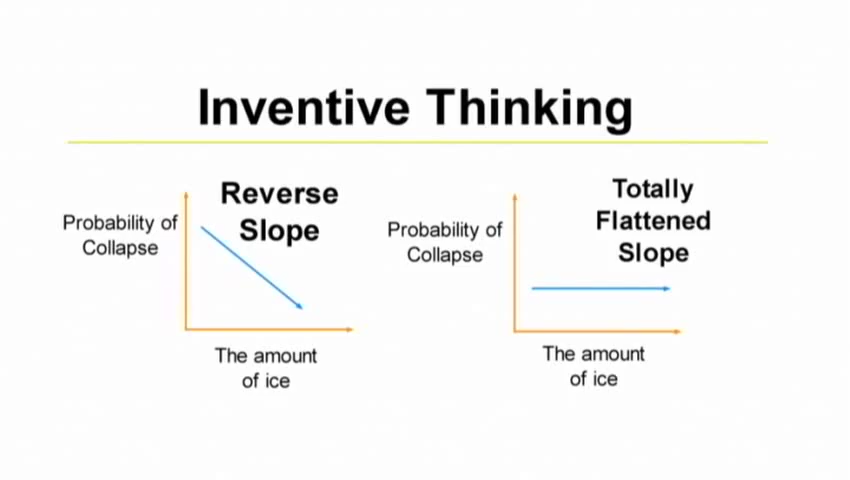 Inventive Thinking
Reverse
Slope
Probability of
Collapse
The amount
of ice
Totally
Flattened
Slope
Probability of
Collapse
The amount
of ice